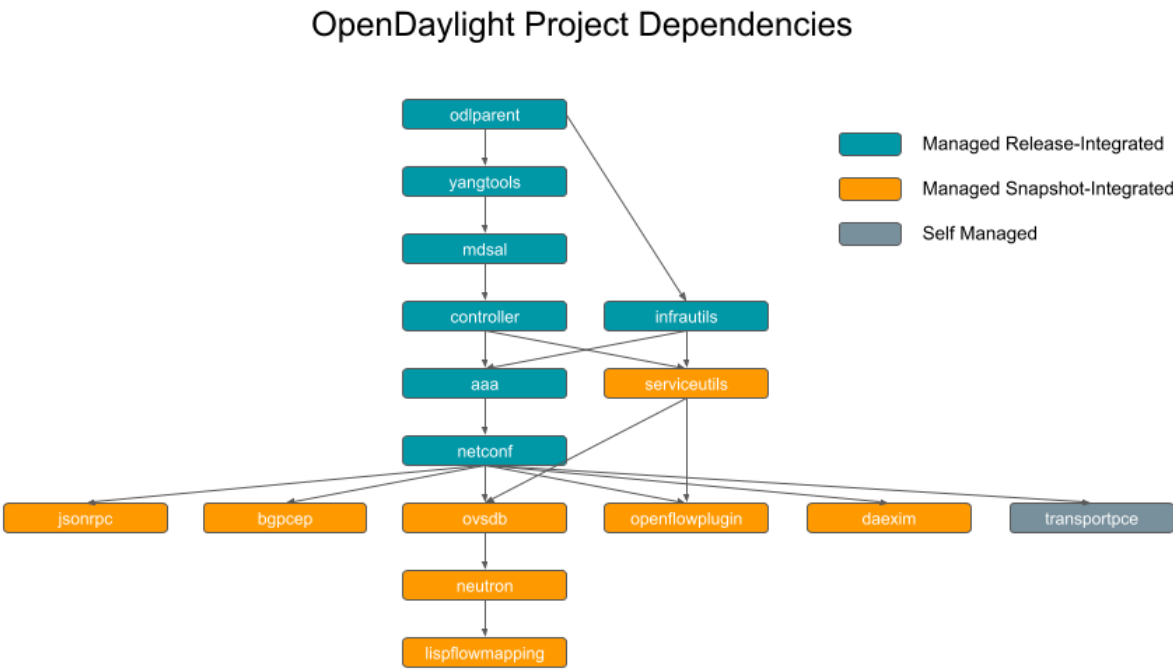 OpenDaylight Project Dependencies
odlparent
Managed Release-Integrated
yangtools
Managed Snapshot-Integrated
mdsal
Self Managed
controller
infrautils
aaa
serviceutils
netconf
jsonrpc
bgpcep
ovsdb
openflowplugin
daexim
transportpce
neutron
lispflowmapping